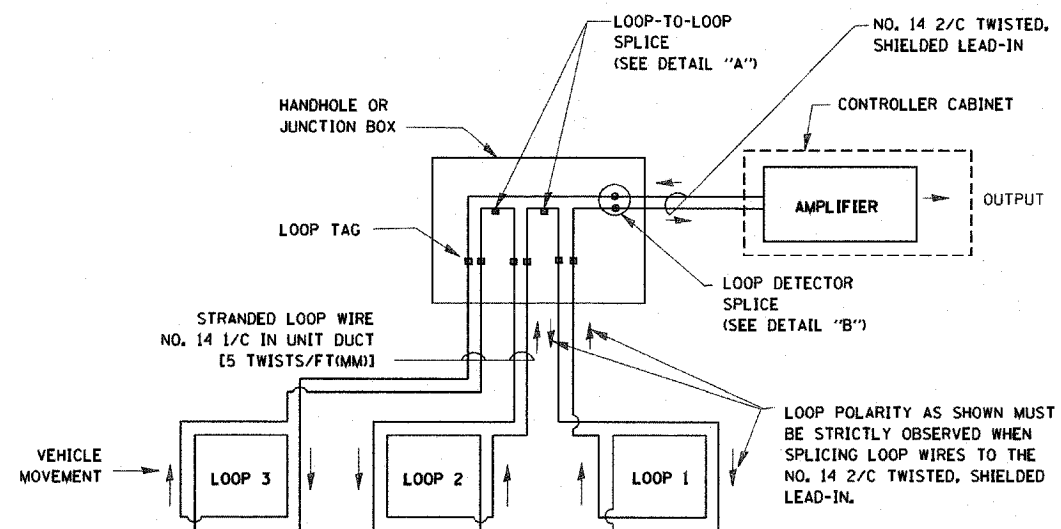 LOOP-TO-LOOP
SPLICE
(SEE DETAIL "A")
NO. 14 2/C TWISTED,
SHIELDED LEAD-IN
HANDHOLE OR
JUNCTION BOX
CONTROLLER CABINET
AMPLIFIER
OUTPUT
LOOP TAG
LOOP DETECTOR
SPLICE
(SEE DETAIL "B")
STRANDED LOOP WIRE
NO. 14 1/C IN UNIT DUCT
[5 TWISTS/FT(MM)]
LOOP POLARITY AS SHOWN MUST
BE STRICTLY OBSERVED WHEN
SPLICING LOOP WIRES TO THE
NO. 14 2/C TWISTED, SHIELDED
LEAD-IN.
VEHICLE
MOVEMENT
LOOP 3
LOOP 2
LOOP 1